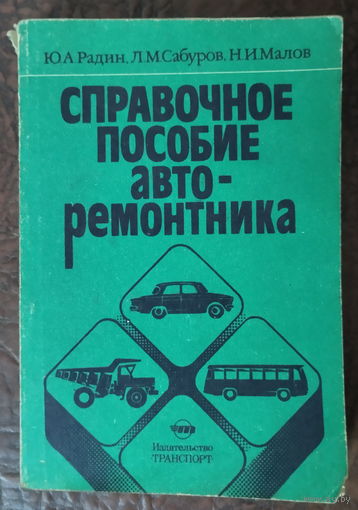 Ю.А Радин, Л.М.Сабуров, Н.И.Малов
СПРАВОЧНОЕ
ПОСОБИЕ
авто-
ремонтника
Издательство
"ТРАНСПОРТ"